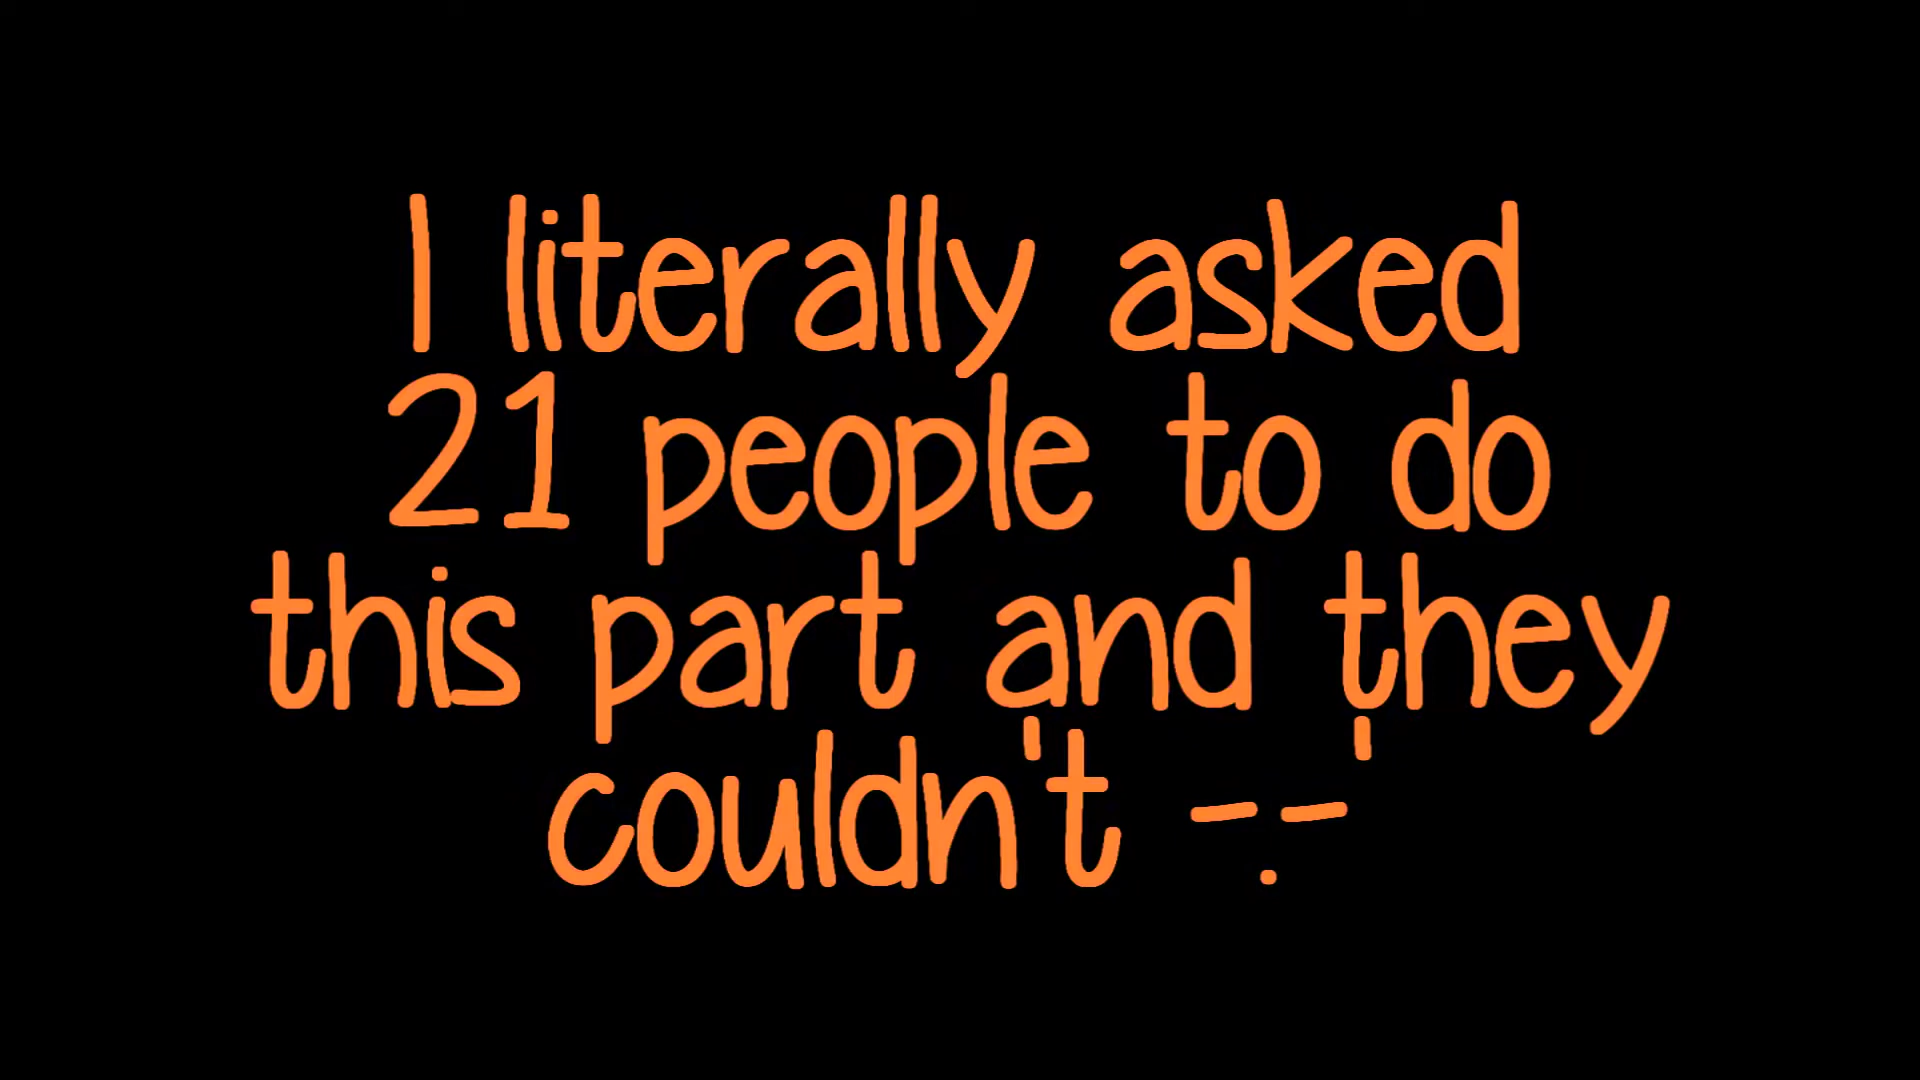 I literally asked
21 people to do
this part and they
couldn't -.-'